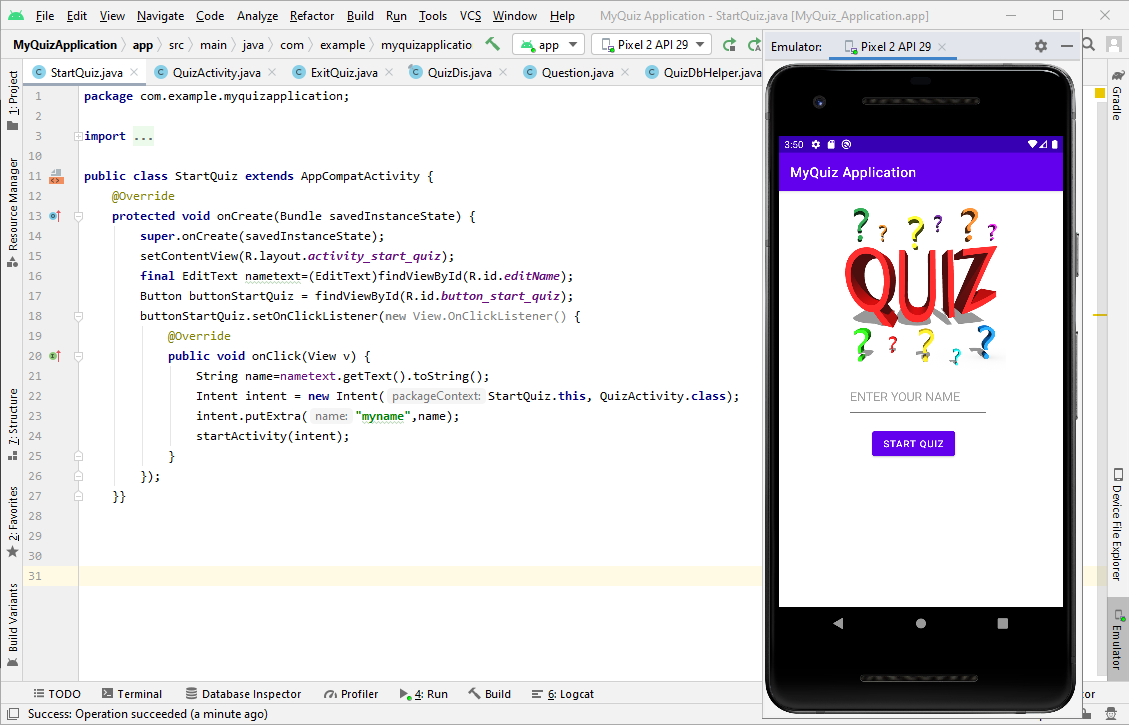 File Edit View Navigate Code Analyze Refactor Build Run Tools VCS Window Help MyQuiz Application - StartQuiz.java [MyQuiz_Application.app]
MyQuizApplication app src main java com example myquizapplicatio app Pixel 2 API 29
Emulator: Pixel 2 API 29
StartQuiz.java QuizActivity.java ExitQuiz.java QuizDis.java Question.java QuizDbHelper.java
1: Project
Resource Manager
7: Structure
2: Favorites
Build Variants
1 package com.example.myquizapplication;
2
3 import ...
10
11 public class StartQuiz extends AppCompatActivity {
12 @Override
13 protected void onCreate(Bundle savedInstanceState) {
14 super.onCreate(savedInstanceState);
15 setContentView(R.layout.activity_start_quiz);
16 final EditText nametext=(EditText)findViewById(R.id.editName);
17 Button buttonStartQuiz = findViewById(R.id.button_start_quiz);
18 buttonStartQuiz.setOnClickListener(new View.OnClickListener() {
19 @Override
20 public void onClick(View v) {
21 String name=nametext.getText().toString();
22 Intent intent = new Intent( packageContext: StartQuiz.this, QuizActivity.class);
23 intent.putExtra( name: "myname",name);
24 startActivity(intent);
25 }
26 });
27 }}
28
29
30
31
3:50
MyQuiz Application
? ? ? ? ? ?
QUIZ
? ? ? ? ?
ENTER YOUR NAME
START QUIZ
Gradle
Device File Explorer
Emulator
TODO Terminal Database Inspector Profiler 4: Run Build 6: Logcat
Success: Operation succeeded (a minute ago)